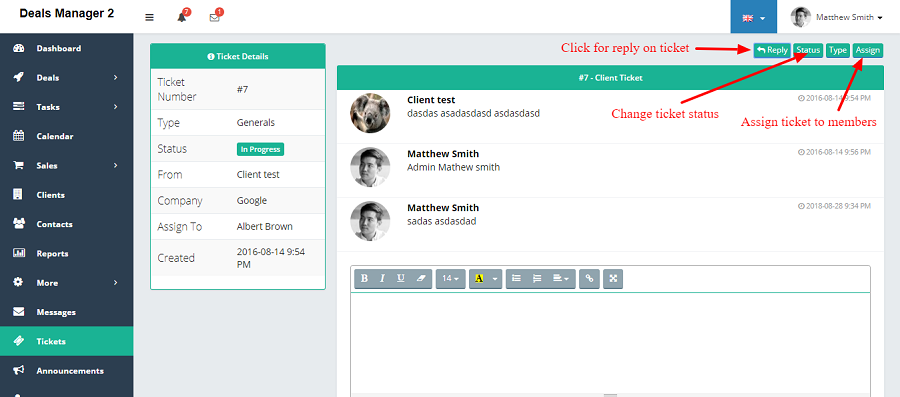 Deals Manager 2
7
1
Matthew Smith
Dashboard
Deals
Tasks
Calendar
Sales
Clients
Contacts
Reports
More
Messages
Tickets
Announcements
Ticket Details
Ticket Number #7
Type Generals
Status In Progress
From Client test
Company Google
Assign To Albert Brown
Created 2016-08-14 9:54
PM
Click for reply on ticket
Reply Status Type Assign
#7 - Client Ticket
Client test 2016-08-14 9:54 PM
dasdas asadasdasd asdasdasd
Change ticket status
Assign ticket to members
Matthew Smith 2016-08-14 9:56 PM
Admin Mathew smith
Matthew Smith 2018-08-28 9:34 PM
sadas asdasdad
B I U 14 A